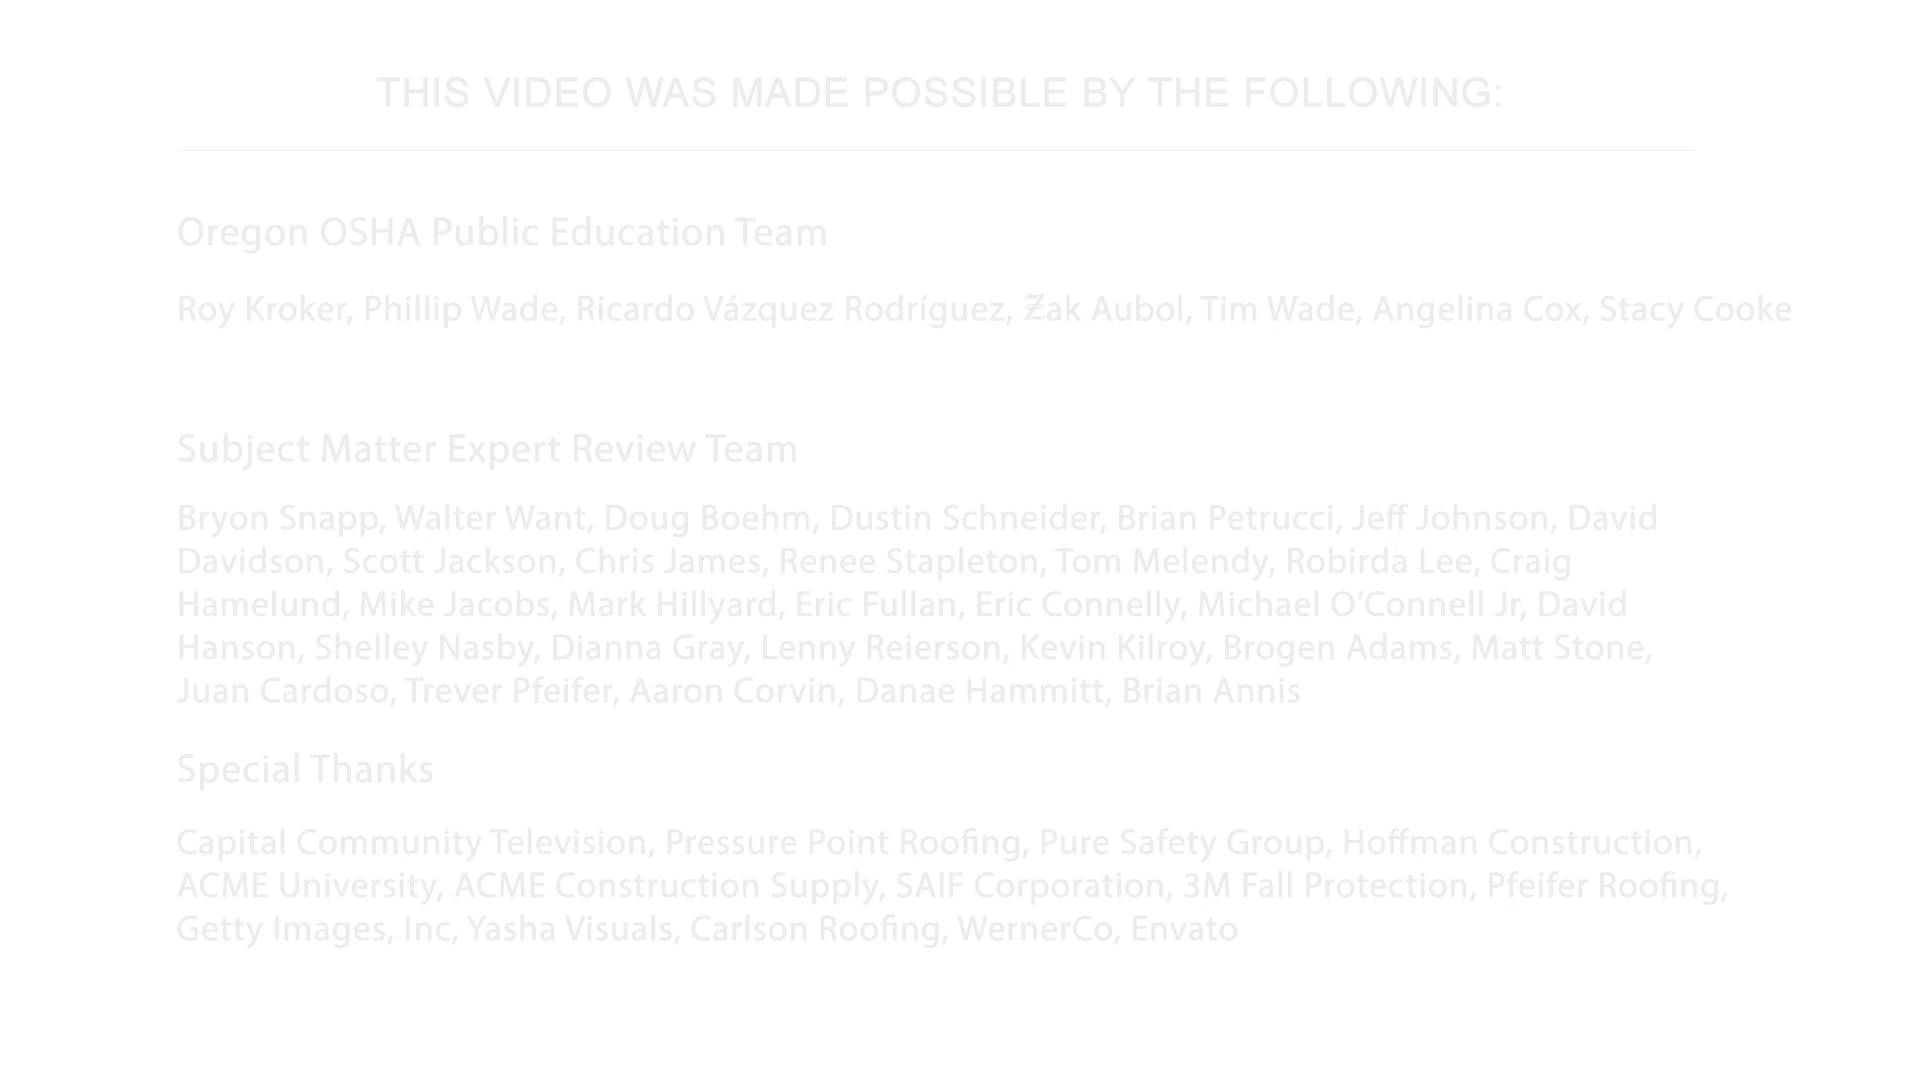 THIS VIDEO WAS MADE POSSIBLE BY THE FOLLOWING:
Oregon OSHA Public Education Team
Roy Kroker, Phillip Wade, Ricardo Vázquez Rodríguez, Zak Aubol, Tim Wade, Angelina Cox, Stacy Cooke
Subject Matter Expert Review Team
Bryon Snapp, Walter Want, Doug Boehm, Dustin Schneider, Brian Petrucci, Jeff Johnson, David
Davidson, Scott Jackson, Chris James, Renee Stapleton, Tom Melendy, Robirda Lee, Craig
Hamelund, Mike Jacobs, Mark Hillyard, Eric Fullan, Eric Connelly, Michael O’Connell Jr, David
Hanson, Shelley Nasby, Dianna Gray, Lenny Reierson, Kevin Kilroy, Brogen Adams, Matt Stone,
Juan Cardoso, Trever Pfeifer, Aaron Corvin, Danae Hammitt, Brian Annis
Special Thanks
Capital Community Television, Pressure Point Roofing, Pure Safety Group, Hoffman Construction,
ACME University, ACME Construction Supply, SAIF Corporation, 3M Fall Protection, Pfeifer Roofing,
Getty Images, Inc, Yasha Visuals, Carlson Roofing, WernerCo, Envato